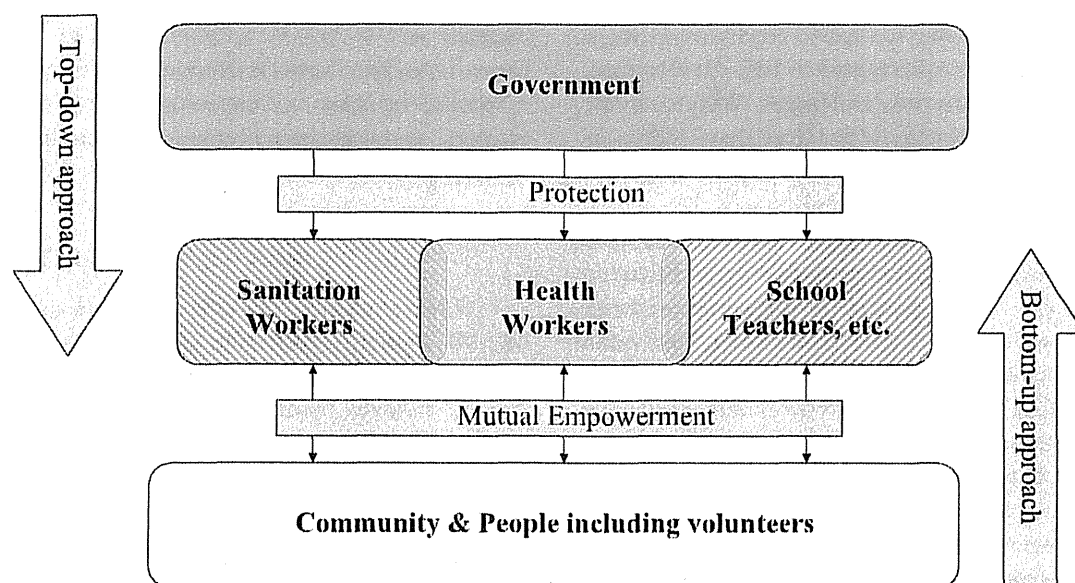 Top-down approach
Government
Protection
Sanitation
Workers
Health
Workers
School
Teachers, etc.
Mutual Empowerment
Bottom-up approach
Community & People including volunteers